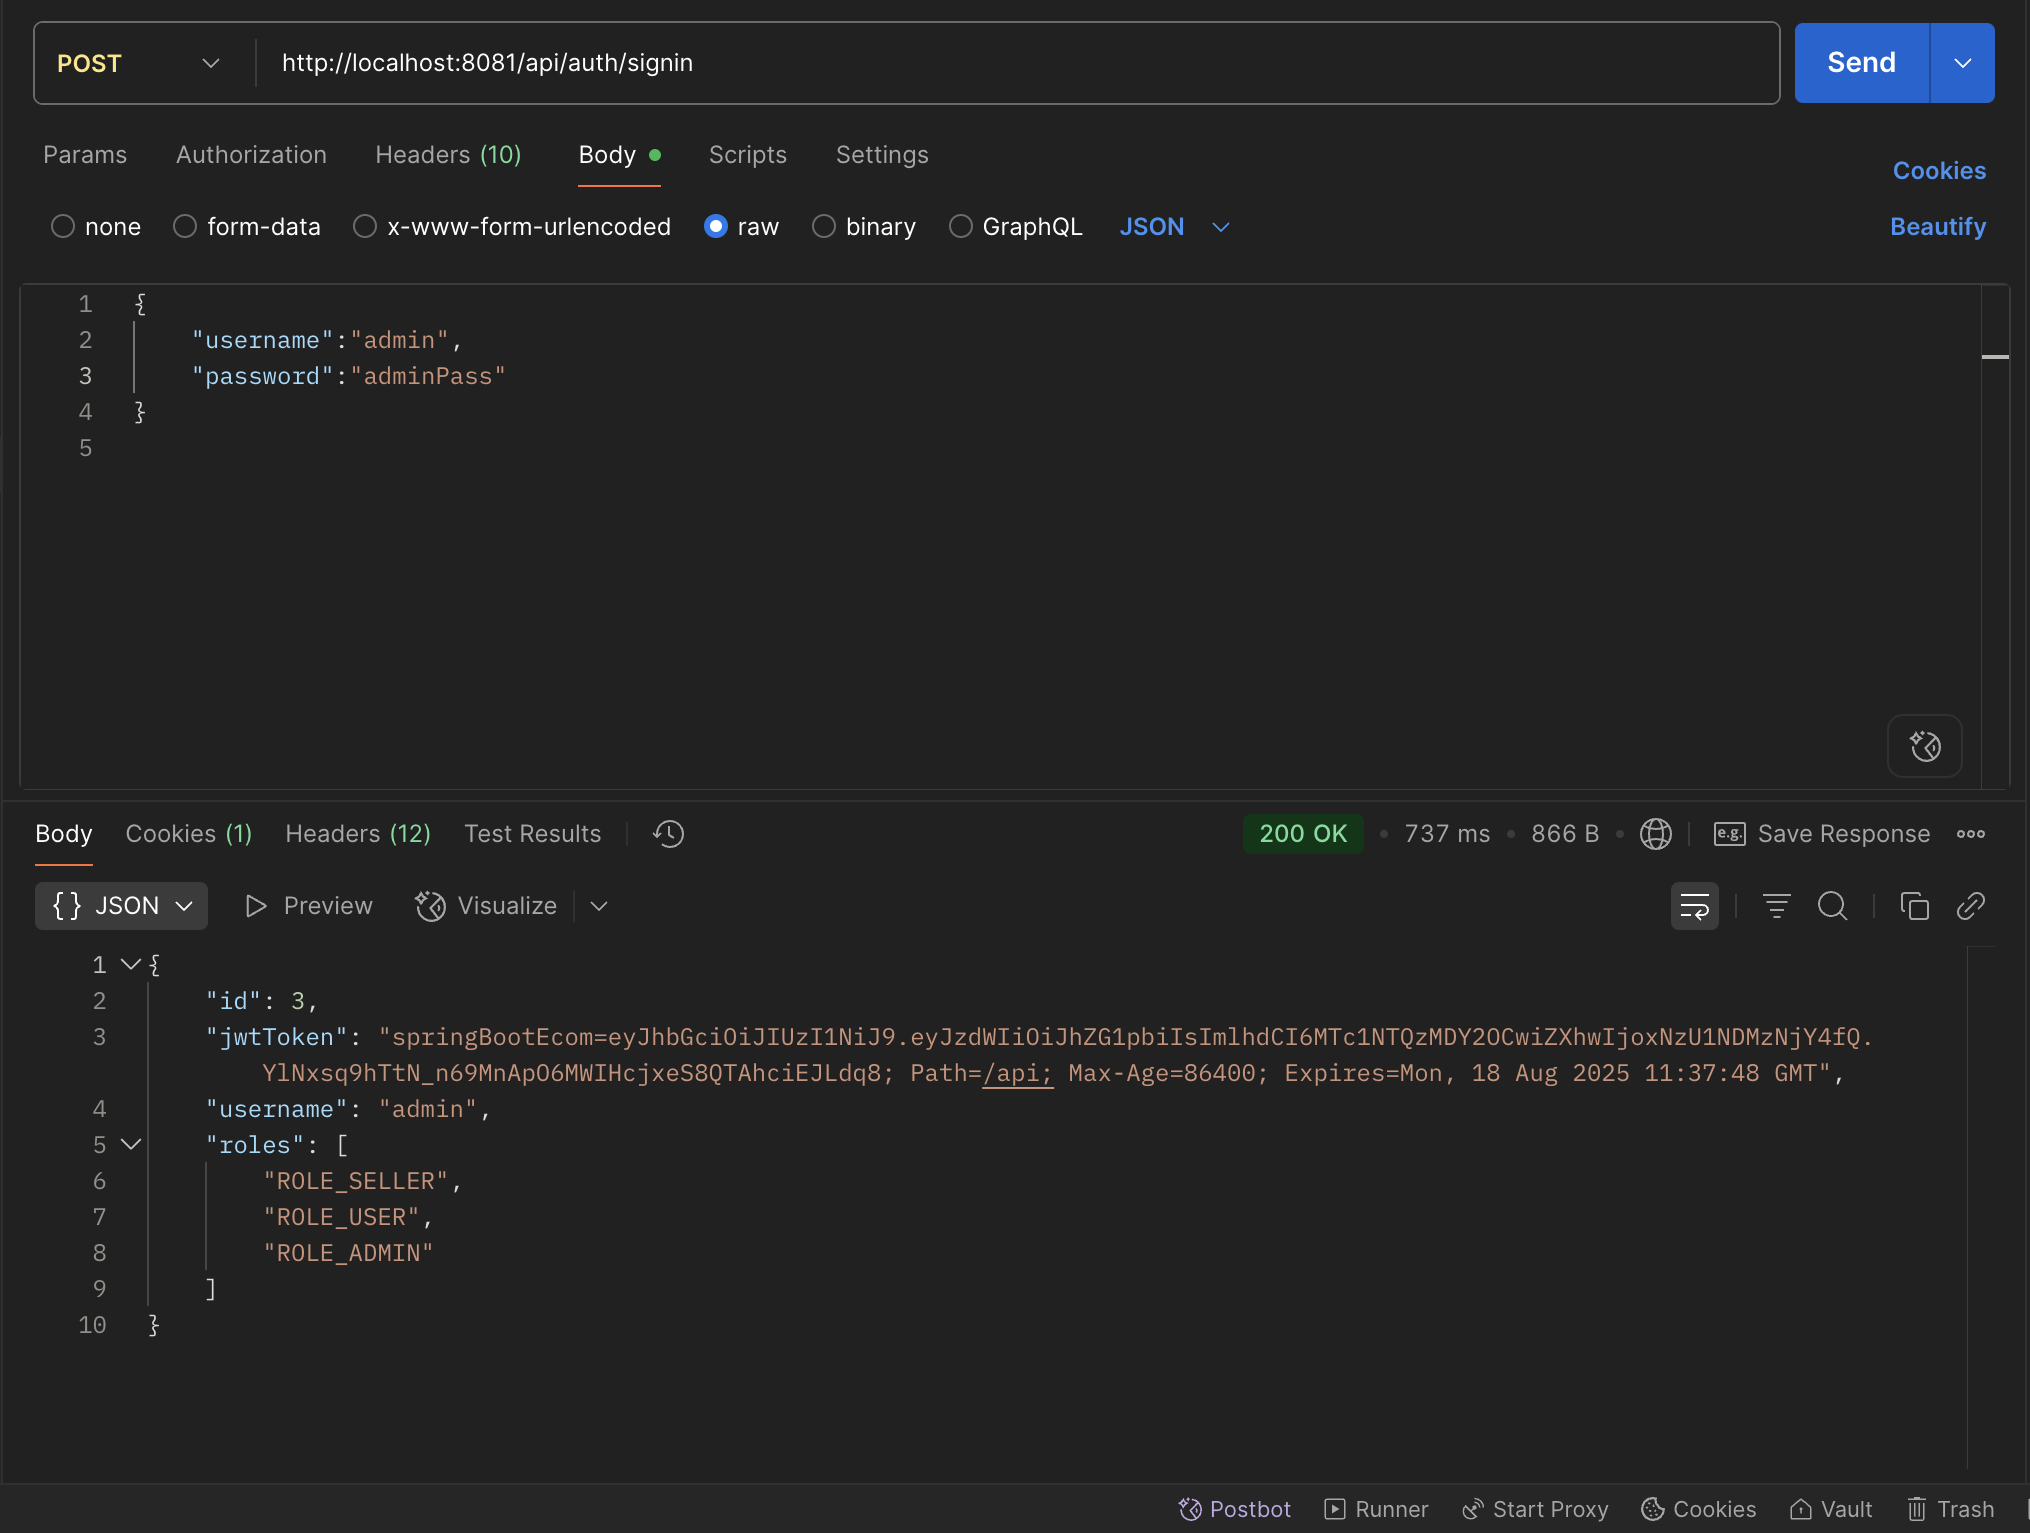 POST http://localhost:8081/api/auth/signin Send
Params Authorization Headers (10) Body Scripts Settings Cookies
none form-data x-www-form-urlencoded raw binary GraphQL JSON Beautify
1 {
2 "username":"admin",
3 "password":"adminPass"
4 }
5
Body Cookies (1) Headers (12) Test Results 200 OK • 737 ms • 866 B • e.g. Save Response
{} JSON Preview Visualize
1 {
2 "id": 3,
3 "jwtToken": "springBootEcom=eyJhbGciOiJIUzI1NiJ9.eyJzdWIiOiJhZG1pbiIsImlhdCI6MTc1NTQzMDY2OCwiZXhwIjoxNzU1NDMzNjY4fQ.
YlNxsq9hTtN_n69MnApO6MWIHcjxeS8QTAhciEJLdq8; Path=/api; Max-Age=86400; Expires=Mon, 18 Aug 2025 11:37:48 GMT",
4 "username": "admin",
5 "roles": [
6 "ROLE_SELLER",
7 "ROLE_USER",
8 "ROLE_ADMIN"
9 ]
10 }
Postbot Runner Start Proxy Cookies Vault Trash